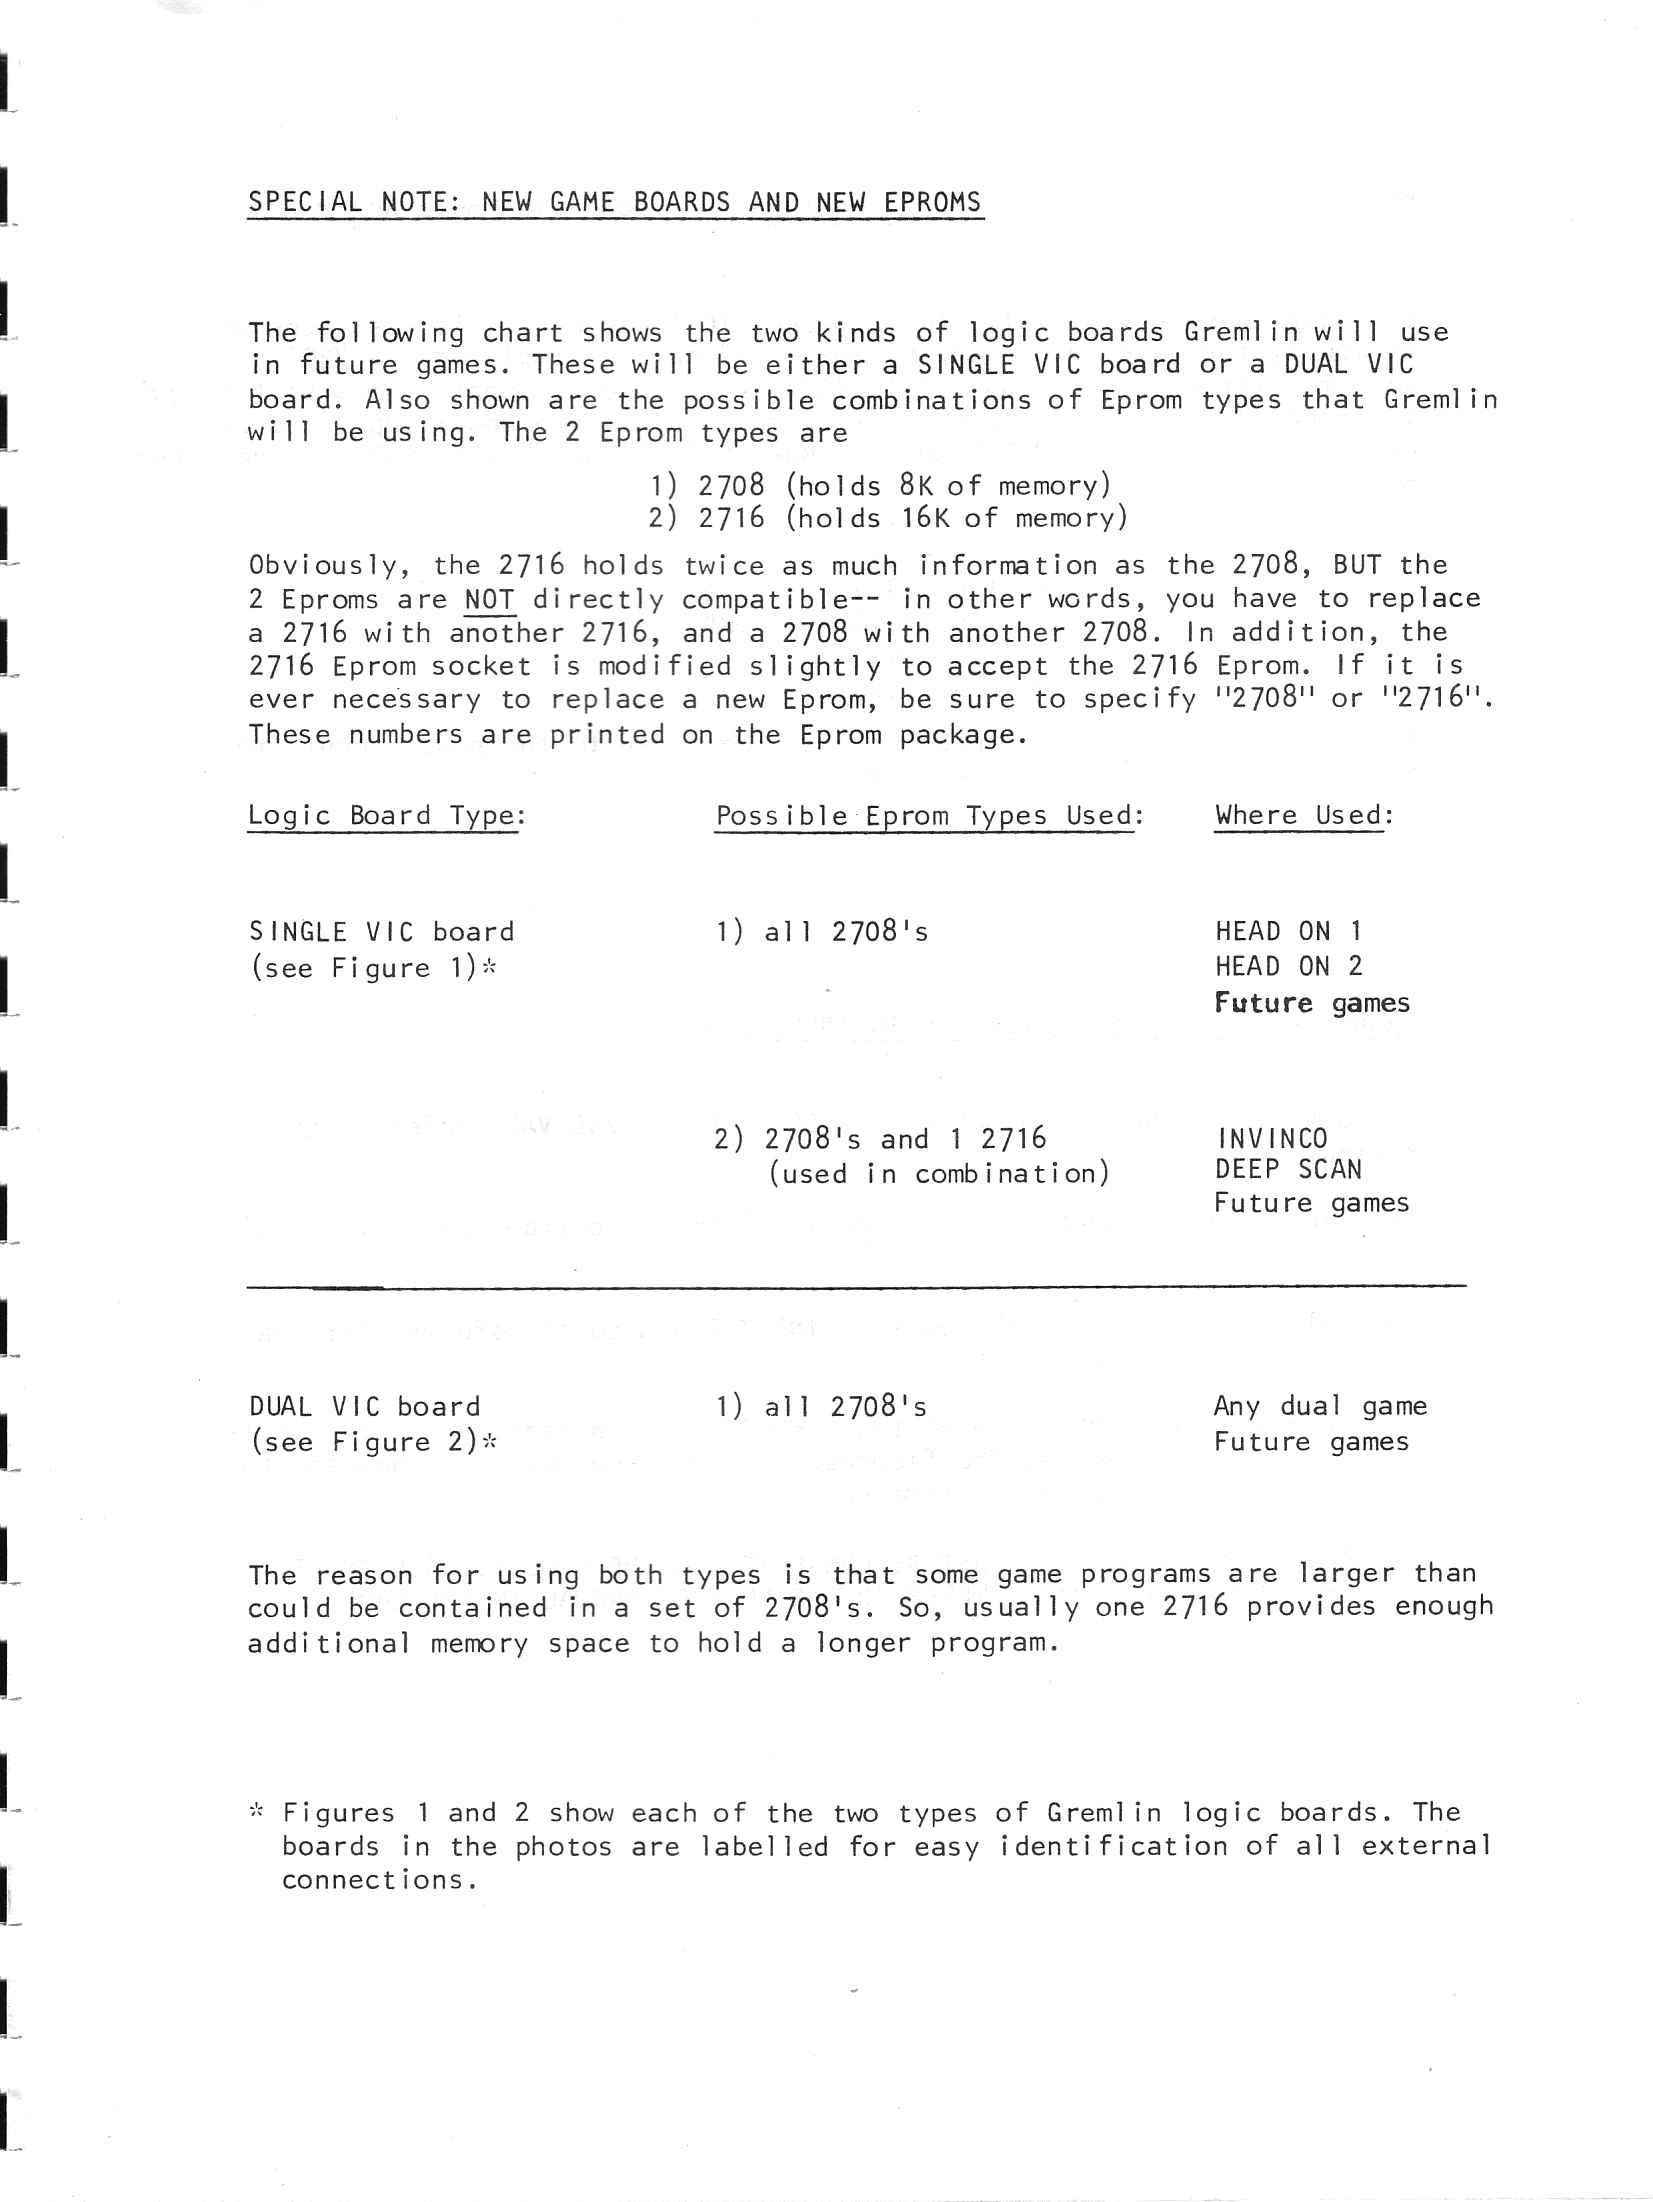 SPECIAL NOTE: NEW GAME BOARDS AND NEW EPROMS
The following chart shows the two kinds of logic boards Gremlin will use
in future games. These will be either a SINGLE VIC board or a DUAL VIC
board. Also shown are the possible combinations of Eprom types that Gremlin
will be using. The 2 Eprom types are
1) 2708 (holds 8K of memory)
2) 2716 (holds 16K of memory)
Obviously, the 2716 holds twice as much information as the 2708, BUT the
2 Eproms are NOT directly compatible-- in other words, you have to replace
a 2716 with another 2716, and a 2708 with another 2708. In addition, the
2716 Eprom socket is modified slightly to accept the 2716 Eprom. If it is
ever necessary to replace a new Eprom, be sure to specify "2708" or "2716".
These numbers are printed on the Eprom package.
Logic Board Type: Possible Eprom Types Used: Where Used:
SINGLE VIC board 1) all 2708's HEAD ON 1
(see Figure 1)* HEAD ON 2
Future games
2) 2708's and 1 2716 INVINCO
(used in combination) DEEP SCAN
Future games
DUAL VIC board 1) all 2708's Any dual game
(see Figure 2)* Future games
The reason for using both types is that some game programs are larger than
could be contained in a set of 2708's. So, usually one 2716 provides enough
additional memory space to hold a longer program.
* Figures 1 and 2 show each of the two types of Gremlin logic boards. The
boards in the photos are labelled for easy identification of all external
connections.